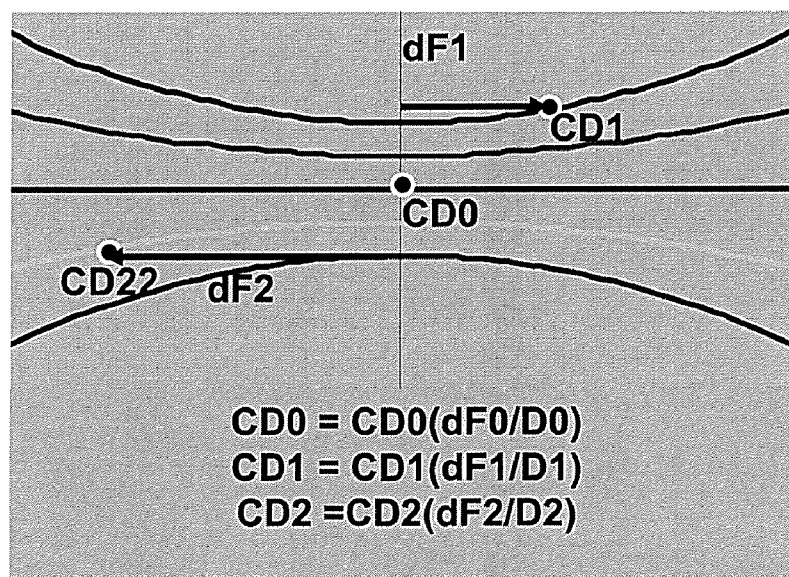 dF1
CD1
CD0
CD22
dF2
CD0 = CD0(dF0/D0)
CD1 = CD1(dF1/D1)
CD2 =CD2(dF2/D2)